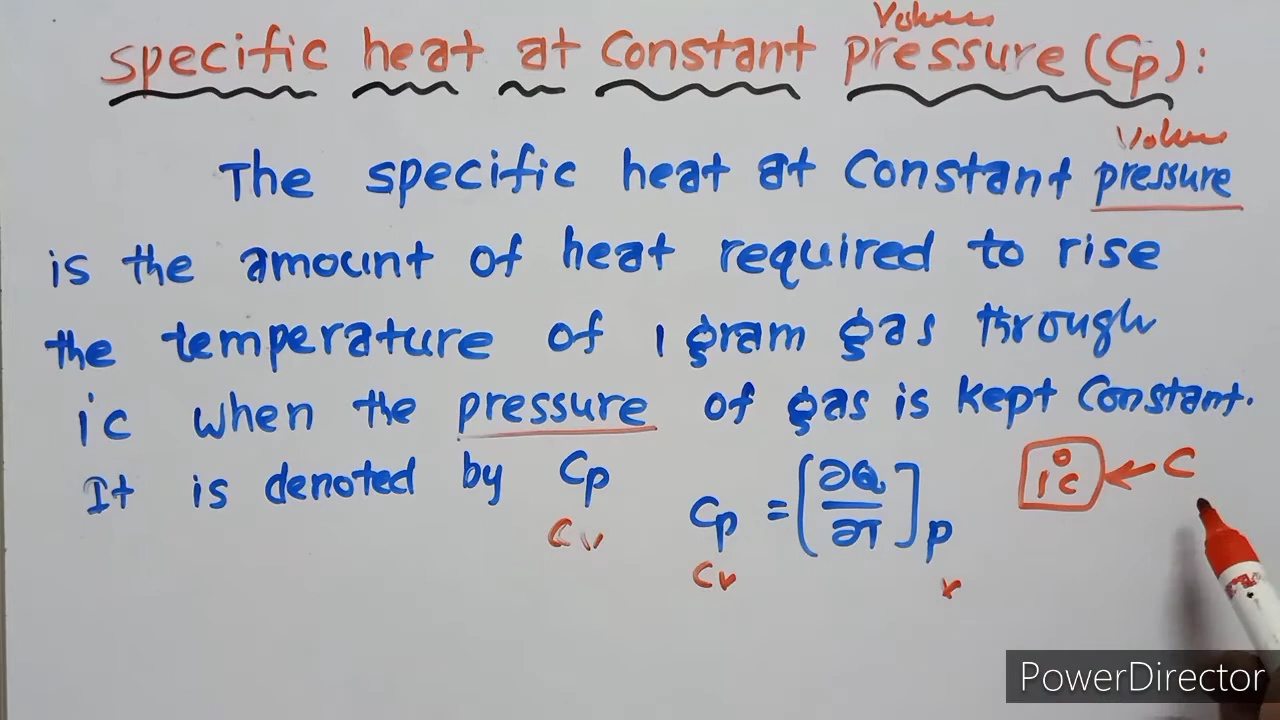 Volume
Specific heat at Constant pressure (Cp):
Volume
The specific heat at Constant pressure
is the amount of heat required to rise
the temperature of 1 gram gas through
1c when the pressure of gas is kept Constant.
It is denoted by Cp
Cv
Cp = [∂Q/∂T]p
Cv v
1°c ← C
PowerDirector